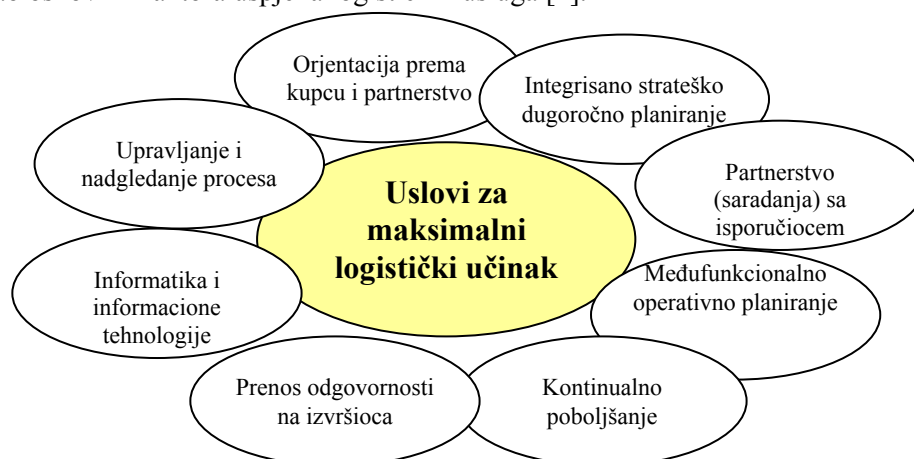 Orjentacija prema
kupcu i partnerstvo
Integrisano strateško
dugoročno planiranje
Upravljanje i
nadgledanje procesa
Partnerstvo
(saradanja) sa
isporučiocem
Uslovi za
maksimalni
logistički učinak
Međufunkcionalno
operativno planiranje
Informatika i
informacione
tehnologije
Prenos odgovornosti
na izvršioca
Kontinualno
poboljšanje